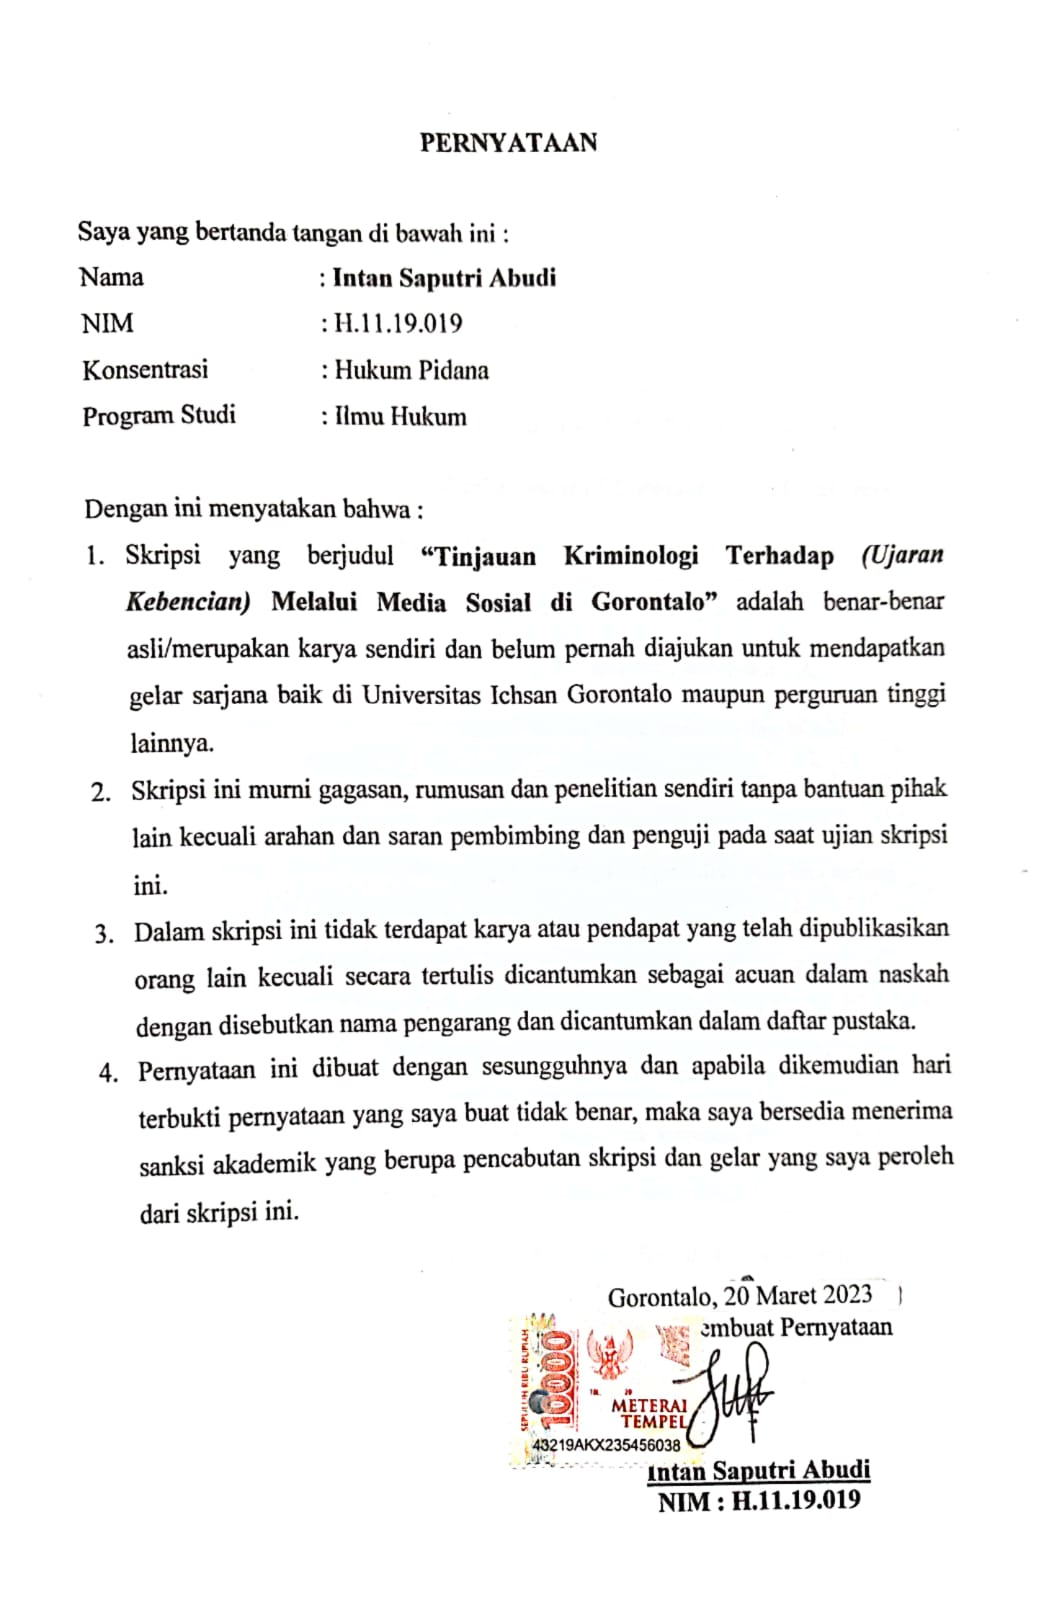 PERNYATAAN
Saya yang bertanda tangan di bawah ini :
Nama : Intan Saputri Abudi
NIM : H.11.19.019
Konsentrasi : Hukum Pidana
Program Studi : Ilmu Hukum
Dengan ini menyatakan bahwa :
1. Skripsi yang berjudul “Tinjauan Kriminologi Terhadap (Ujaran
Kebencian) Melalui Media Sosial di Gorontalo” adalah benar-benar
asli/merupakan karya sendiri dan belum pernah diajukan untuk mendapatkan
gelar sarjana baik di Universitas Ichsan Gorontalo maupun perguruan tinggi
lainnya.
2. Skripsi ini murni gagasan, rumusan dan penelitian sendiri tanpa bantuan pihak
lain kecuali arahan dan saran pembimbing dan penguji pada saat ujian skripsi
ini.
3. Dalam skripsi ini tidak terdapat karya atau pendapat yang telah dipublikasikan
orang lain kecuali secara tertulis dicantumkan sebagai acuan dalam naskah
dengan disebutkan nama pengarang dan dicantumkan dalam daftar pustaka.
4. Pernyataan ini dibuat dengan sesungguhnya dan apabila dikemudian hari
terbukti pernyataan yang saya buat tidak benar, maka saya bersedia menerima
sanksi akademik yang berupa pencabutan skripsi dan gelar yang saya peroleh
dari skripsi ini.
Gorontalo, 20 Maret 2023
embuat Pernyataan
SEPULUH RIBU RUPIAH
10000
METERAI
TEMPEL
43219AKX235456038
Intan Saputri Abudi
NIM : H.11.19.019